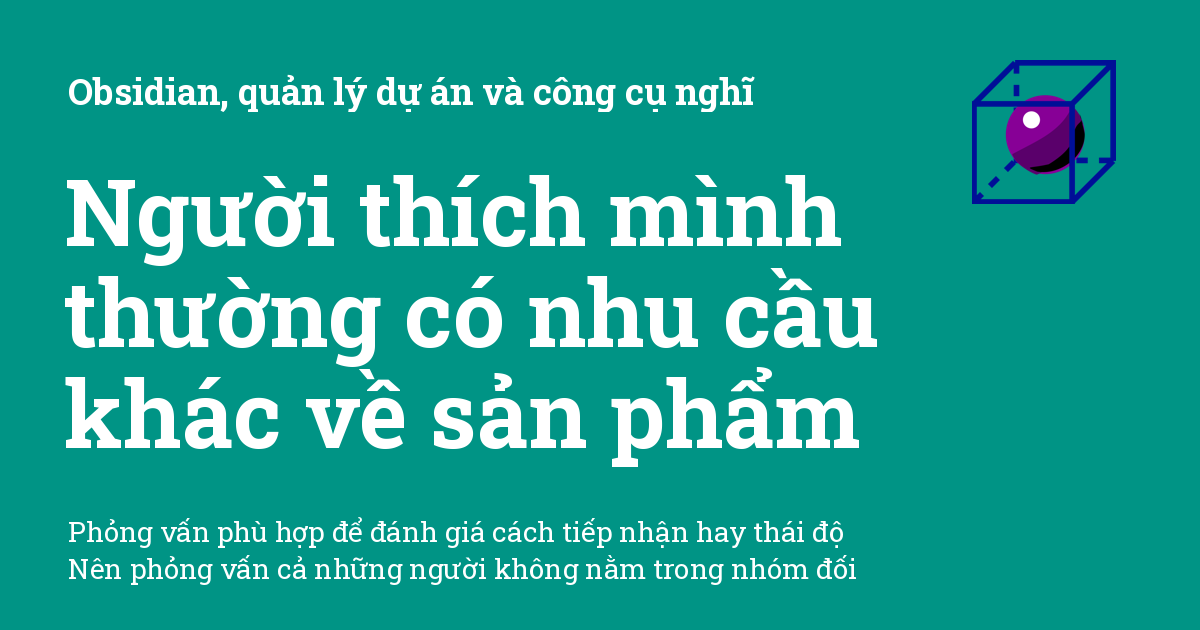 Obsidian, quản lý dự án và công cụ nghĩ
Người thích mình
thường có nhu cầu
khác về sản phẩm
Phỏng vấn phù hợp để đánh giá cách tiếp nhận hay thái độ
Nên phỏng vấn cả những người không nằm trong nhóm đối